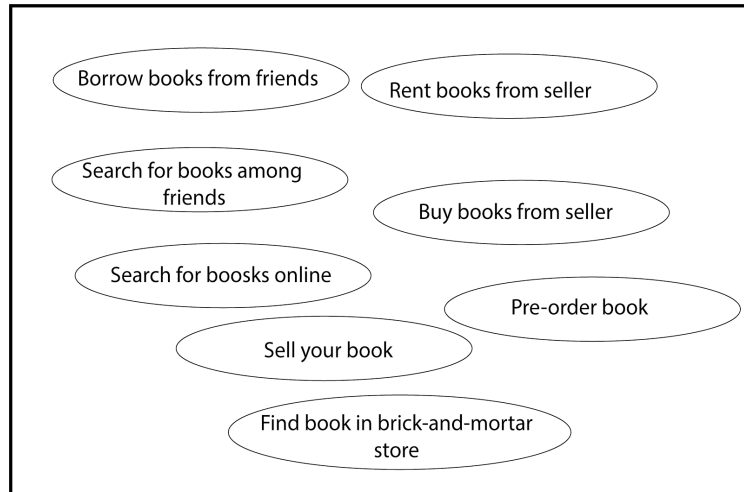 Borrow books from friends
Rent books from seller
Search for books among
friends
Buy books from seller
Search for boosks online
Pre-order book
Sell your book
Find book in brick-and-mortar
store